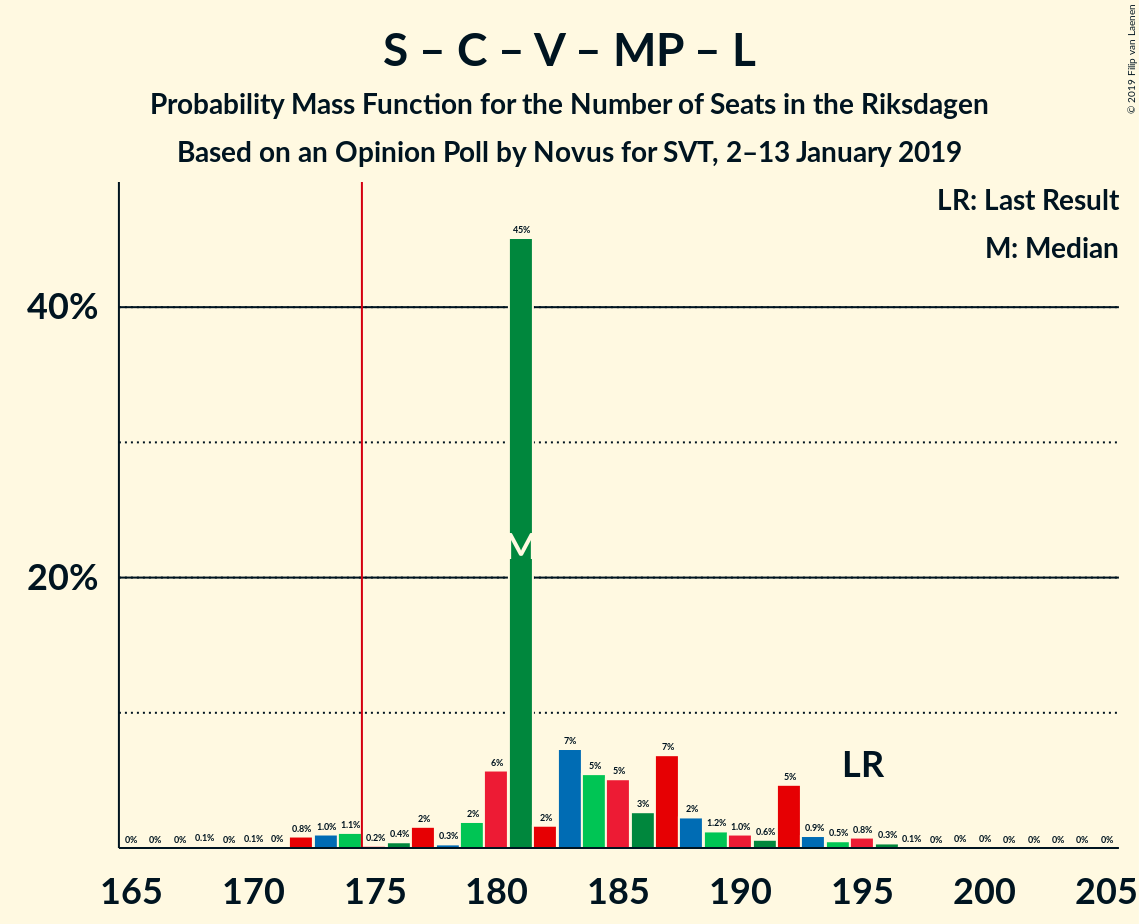 S – C – V – MP – L
Probability Mass Function for the Number of Seats in the Riksdagen
Based on an Opinion Poll by Novus for SVT, 2–13 January 2019
© 2019 Filip van Laenen
LR: Last Result
M: Median
45%
40%
M
20%
LR
0% 0% 0% 0.1% 0% 0.1% 0% 0.8% 1.0% 1.1% 0.2% 0.4% 2% 0.3% 2% 6% 2% 7% 5% 5% 3% 7% 2% 1.2% 1.0% 0.6% 5% 0.9% 0.5% 0.8% 0.3% 0.1% 0% 0% 0% 0% 0% 0% 0% 0%
165 170 175 180 185 190 195 200 205